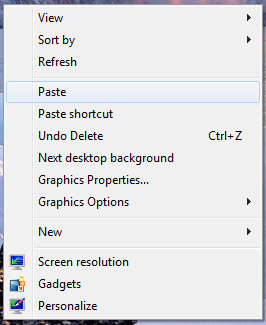 View
Sort by
Refresh
Paste
Paste shortcut
Undo Delete Ctrl+Z
Next desktop background
Graphics Properties...
Graphics Options
New
Screen resolution
Gadgets
Personalize